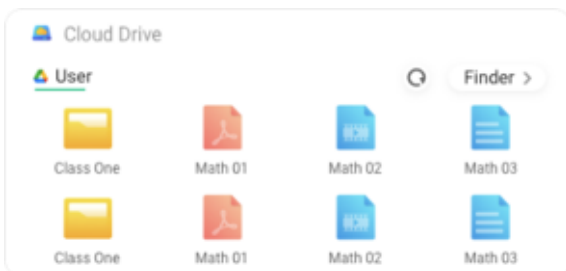 Cloud Drive
User Finder >
Class One Math 01 Math 02 Math 03
Class One Math 01 Math 02 Math 03